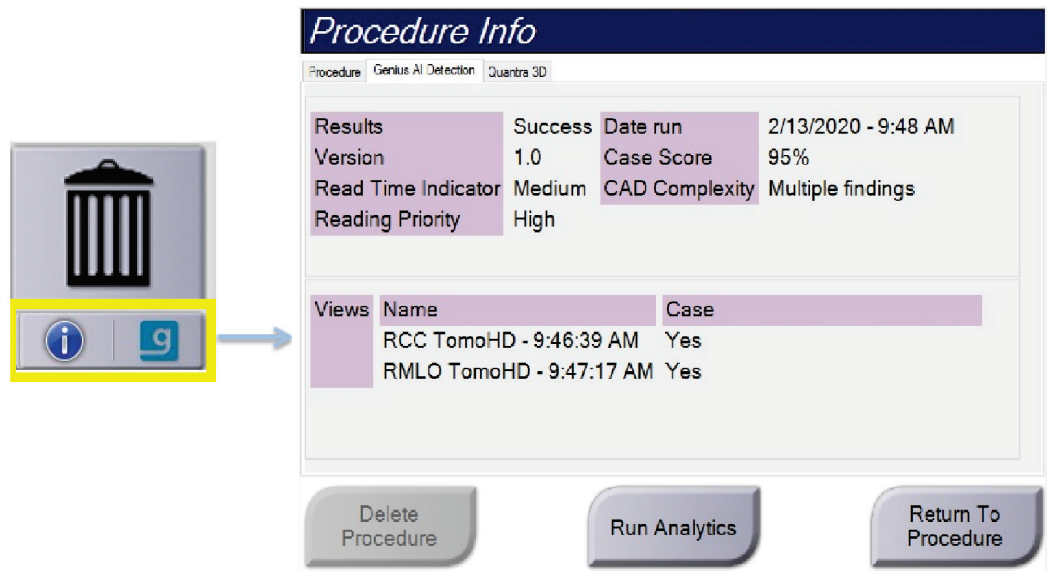 Procedure Info
Procedure Genius AI Detection Quantra 3D
Results Success Date run 2/13/2020 - 9:48 AM
Version 1.0 Case Score 95%
Read Time Indicator Medium CAD Complexity Multiple findings
Reading Priority High
i g
Views Name Case
RCC TomoHD - 9:46:39 AM Yes
RMLO TomoHD - 9:47:17 AM Yes
Delete Procedure
Run Analytics
Return To Procedure